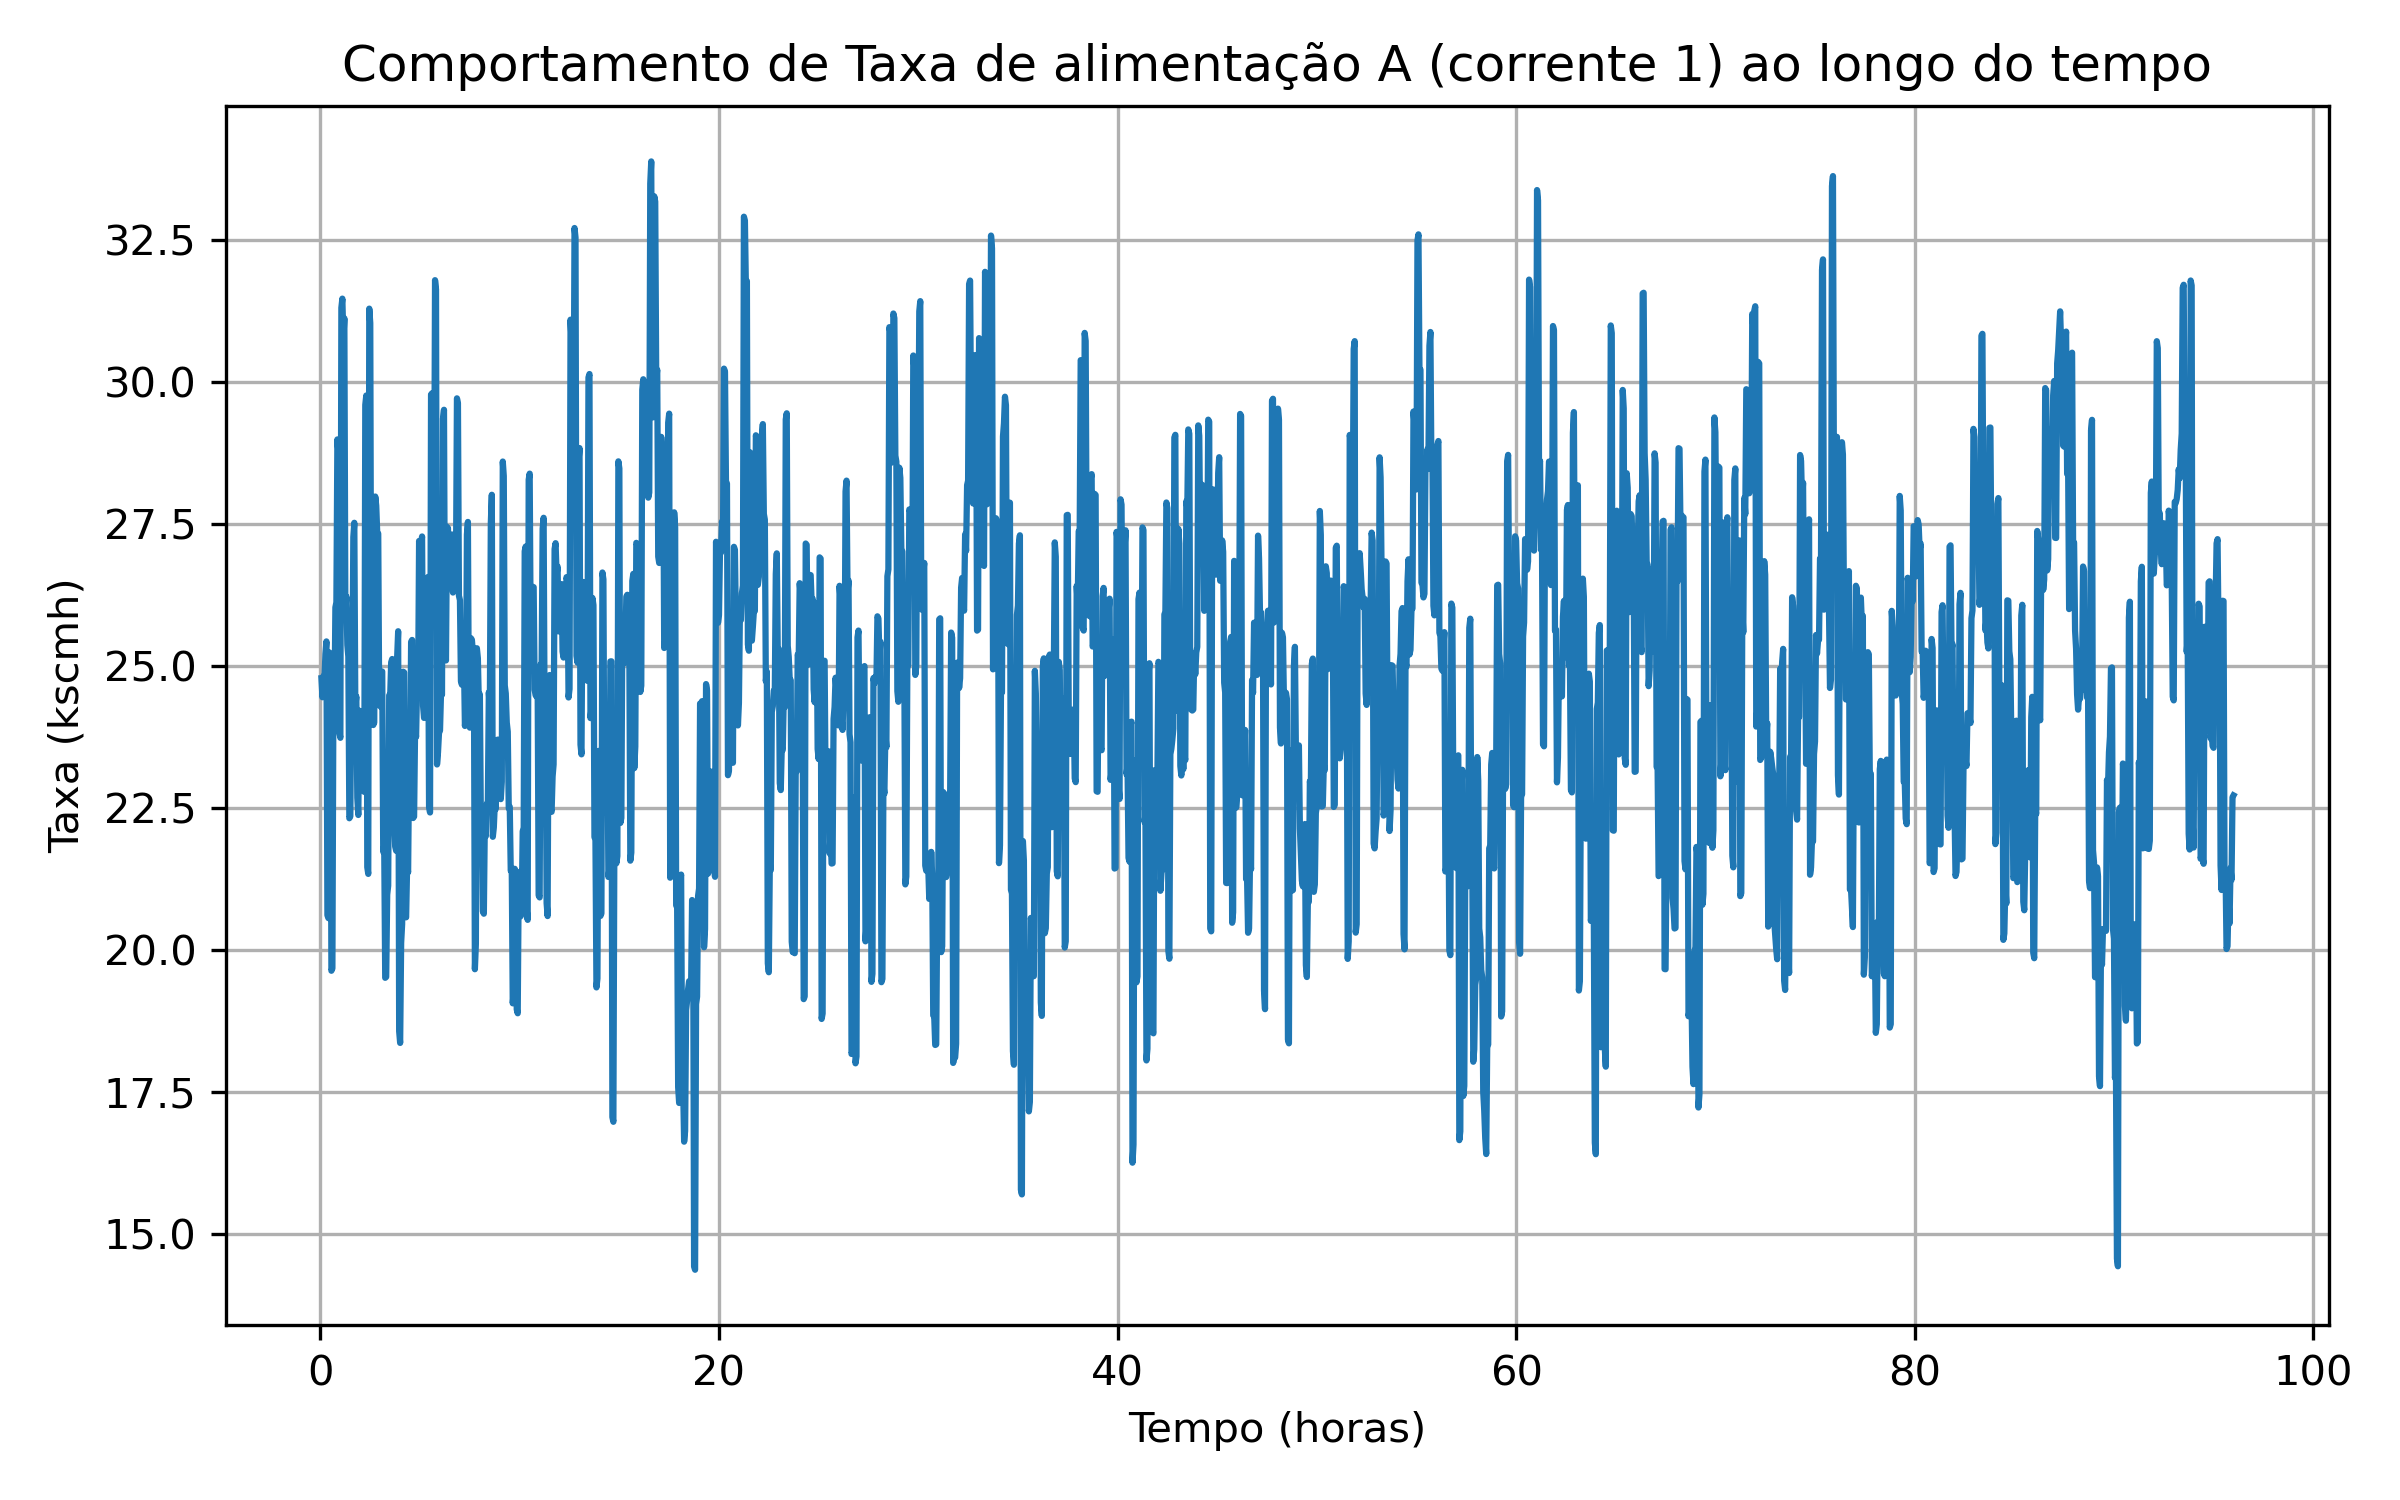 Comportamento de Taxa de alimentação A (corrente 1) ao longo do tempo
Taxa (kscmh)
32.5
30.0
27.5
25.0
22.5
20.0
17.5
15.0
0 20 40 60 80 100
Tempo (horas)